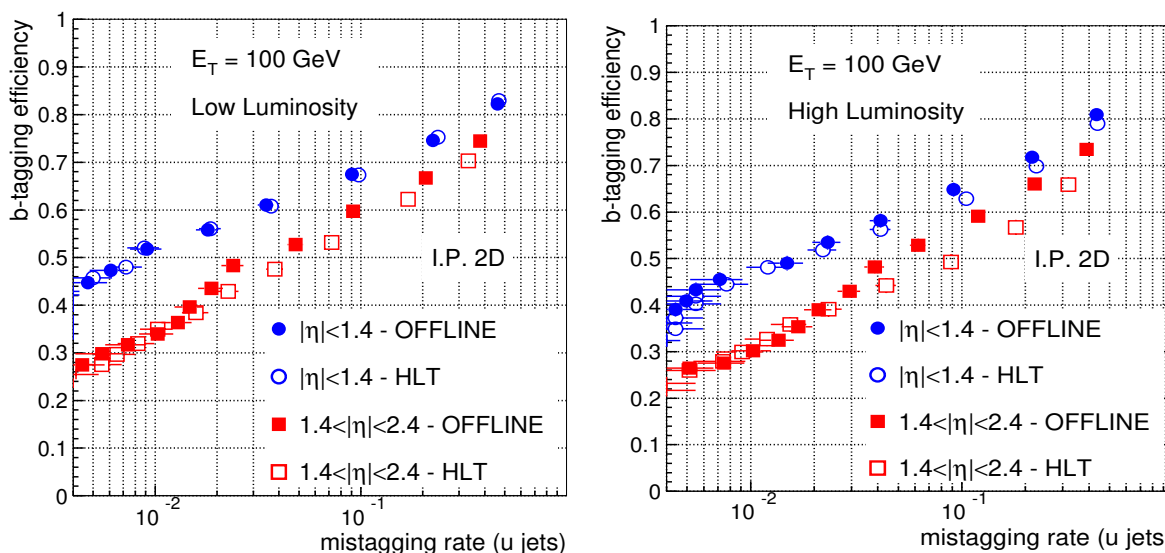 b-tagging efficiency
1
0.9
0.8
0.7
0.6
0.5
0.4
0.3
0.2
0.1
0
E_T = 100 GeV
Low Luminosity
I.P. 2D
|η|<1.4 - OFFLINE
|η|<1.4 - HLT
1.4<|η|<2.4 - OFFLINE
1.4<|η|<2.4 - HLT
10^-2
10^-1
mistagging rate (u jets)
b-tagging efficiency
1
0.9
0.8
0.7
0.6
0.5
0.4
0.3
0.2
0.1
0
E_T = 100 GeV
High Luminosity
I.P. 2D
|η|<1.4 - OFFLINE
|η|<1.4 - HLT
1.4<|η|<2.4 - OFFLINE
1.4<|η|<2.4 - HLT
10^-2
10^-1
mistagging rate (u jets)